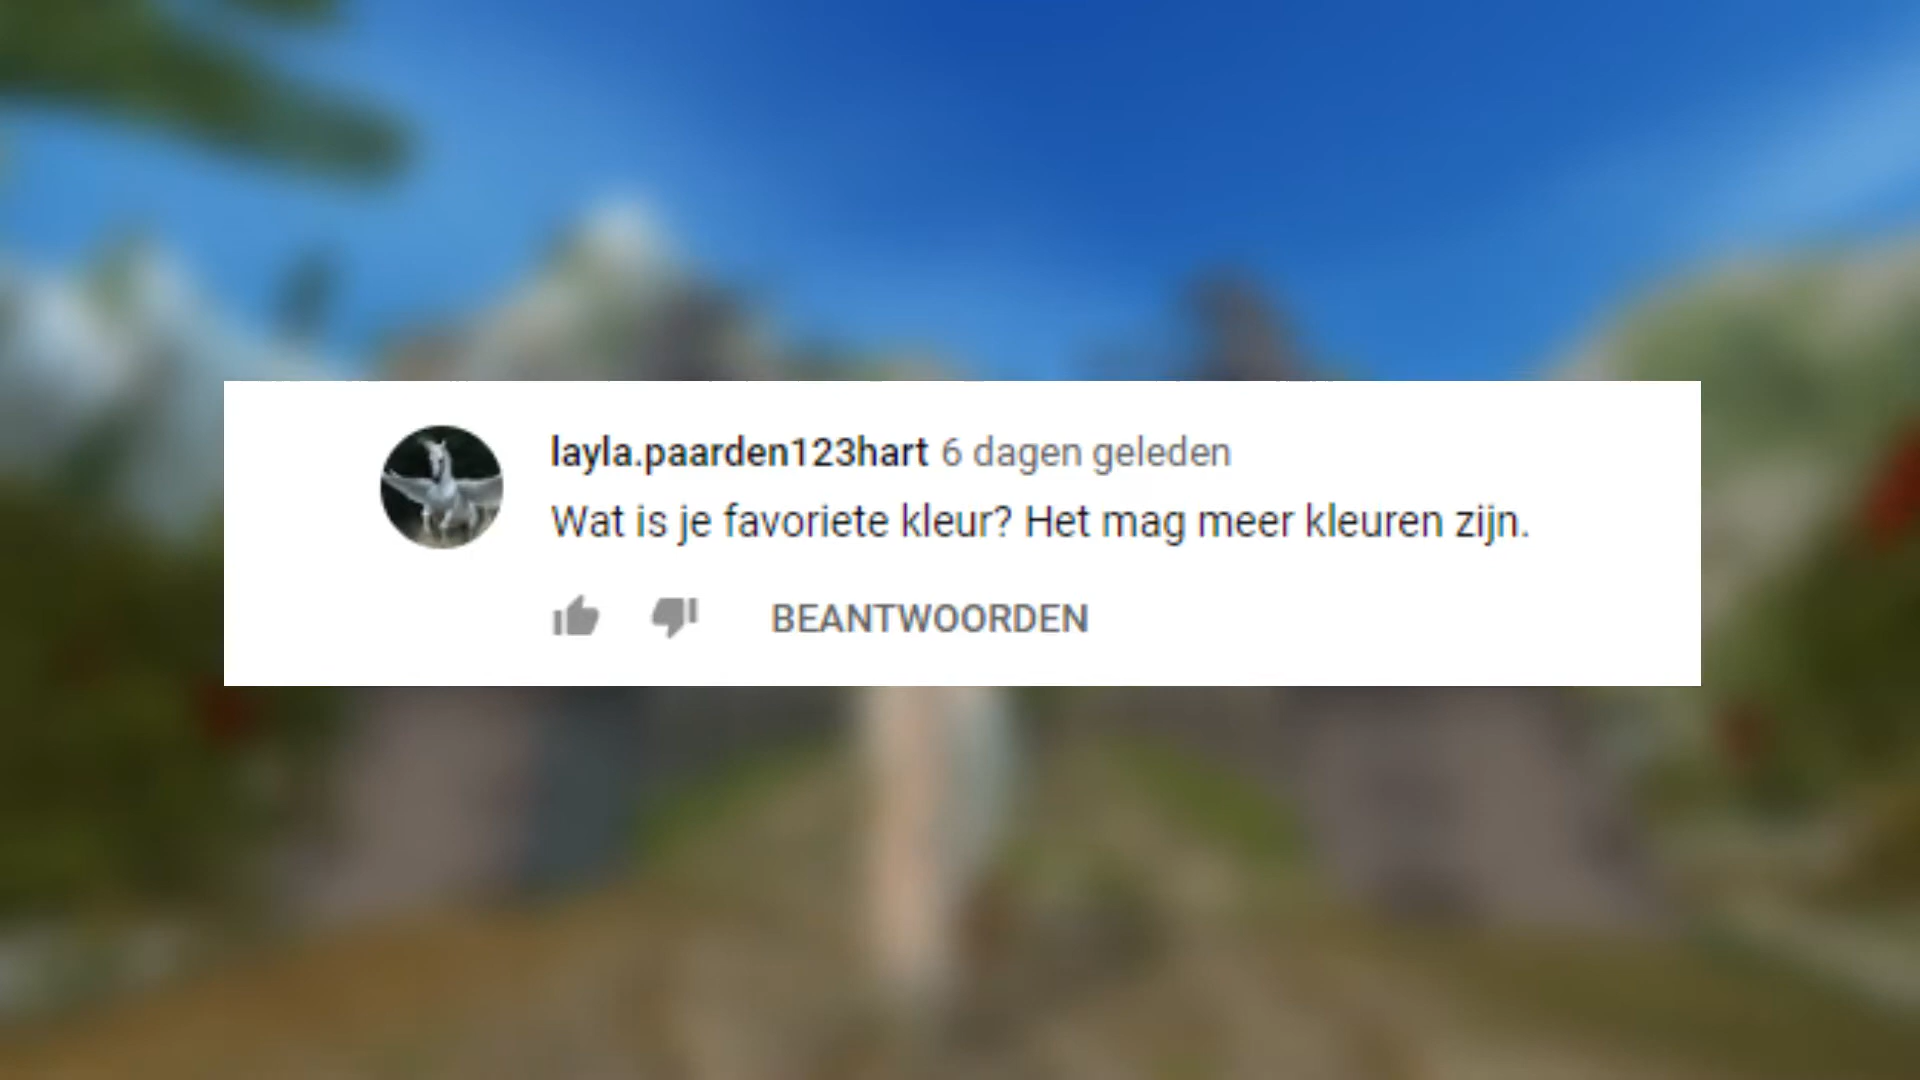 layla.paarden123hart 6 dagen geleden
Wat is je favoriete kleur? Het mag meer kleuren zijn.
BEANTWOORDEN